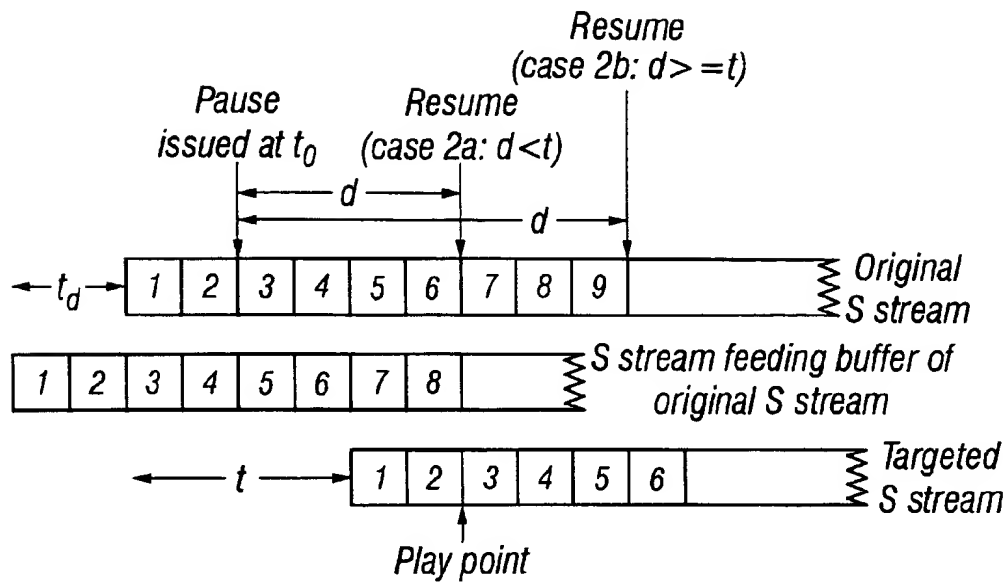 Resume
(case 2b: d>=t)
Pause
issued at t0
Resume
(case 2a: d<t)
d
d
td
1 2 3 4 5 6 7 8 9
Original
S stream
1 2 3 4 5 6 7 8
S stream feeding buffer of
original S stream
t
1 2 3 4 5 6
Targeted
S stream
Play point